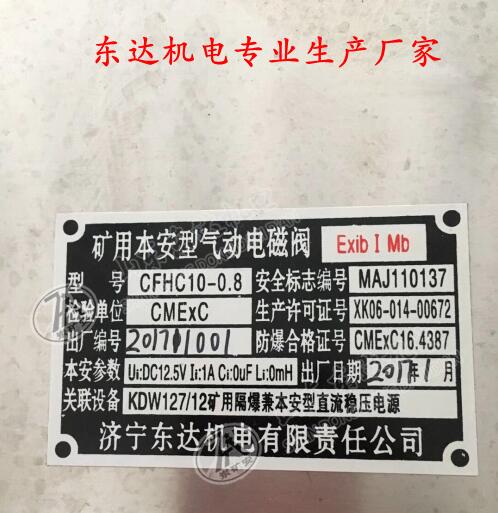 东达机电专业生产厂家
矿用本安型气动电磁阀 Exib I Mb
型号 CFHC10-0.8 安全标志编号 MAJ110137
检验单位 CMExC 生产许可证号 XK06-014-00672
出厂编号 201701001 防爆合格证号 CMExC16.4387
本安参数 Ui:DC12.5V Ii:1A Ci:0uF Li:0mH 出厂日期 2017年1月
关联设备 KDW127/12矿用隔爆兼本安型直流稳压电源
济宁东达机电有限责任公司